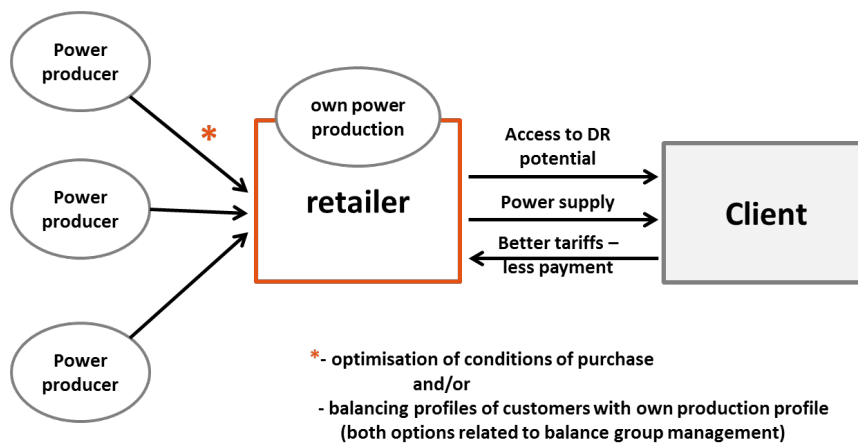 Power
producer
own power
production
*
Access to DR
potential
Power
producer
retailer
Power supply
Client
Better tariffs –
less payment
Power
producer
*- optimisation of conditions of purchase
and/or
- balancing profiles of customers with own production profile
(both options related to balance group management)